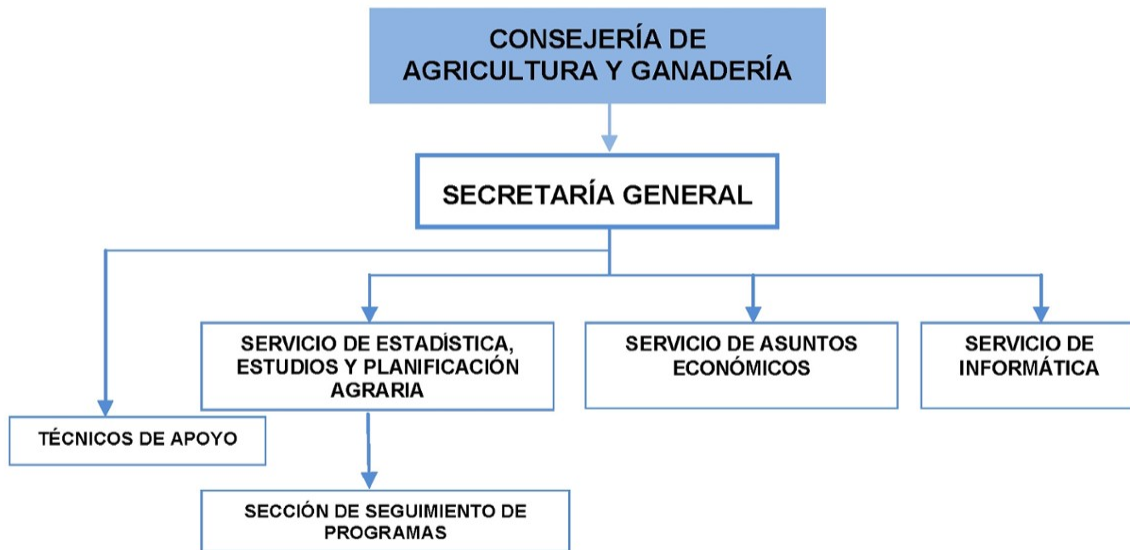 CONSEJERÍA DE
AGRICULTURA Y GANADERÍA
SECRETARÍA GENERAL
SERVICIO DE ESTADÍSTICA,
ESTUDIOS Y PLANIFICACIÓN
AGRARIA
SERVICIO DE ASUNTOS
ECONÓMICOS
SERVICIO DE
INFORMÁTICA
TÉCNICOS DE APOYO
SECCIÓN DE SEGUIMIENTO DE
PROGRAMAS